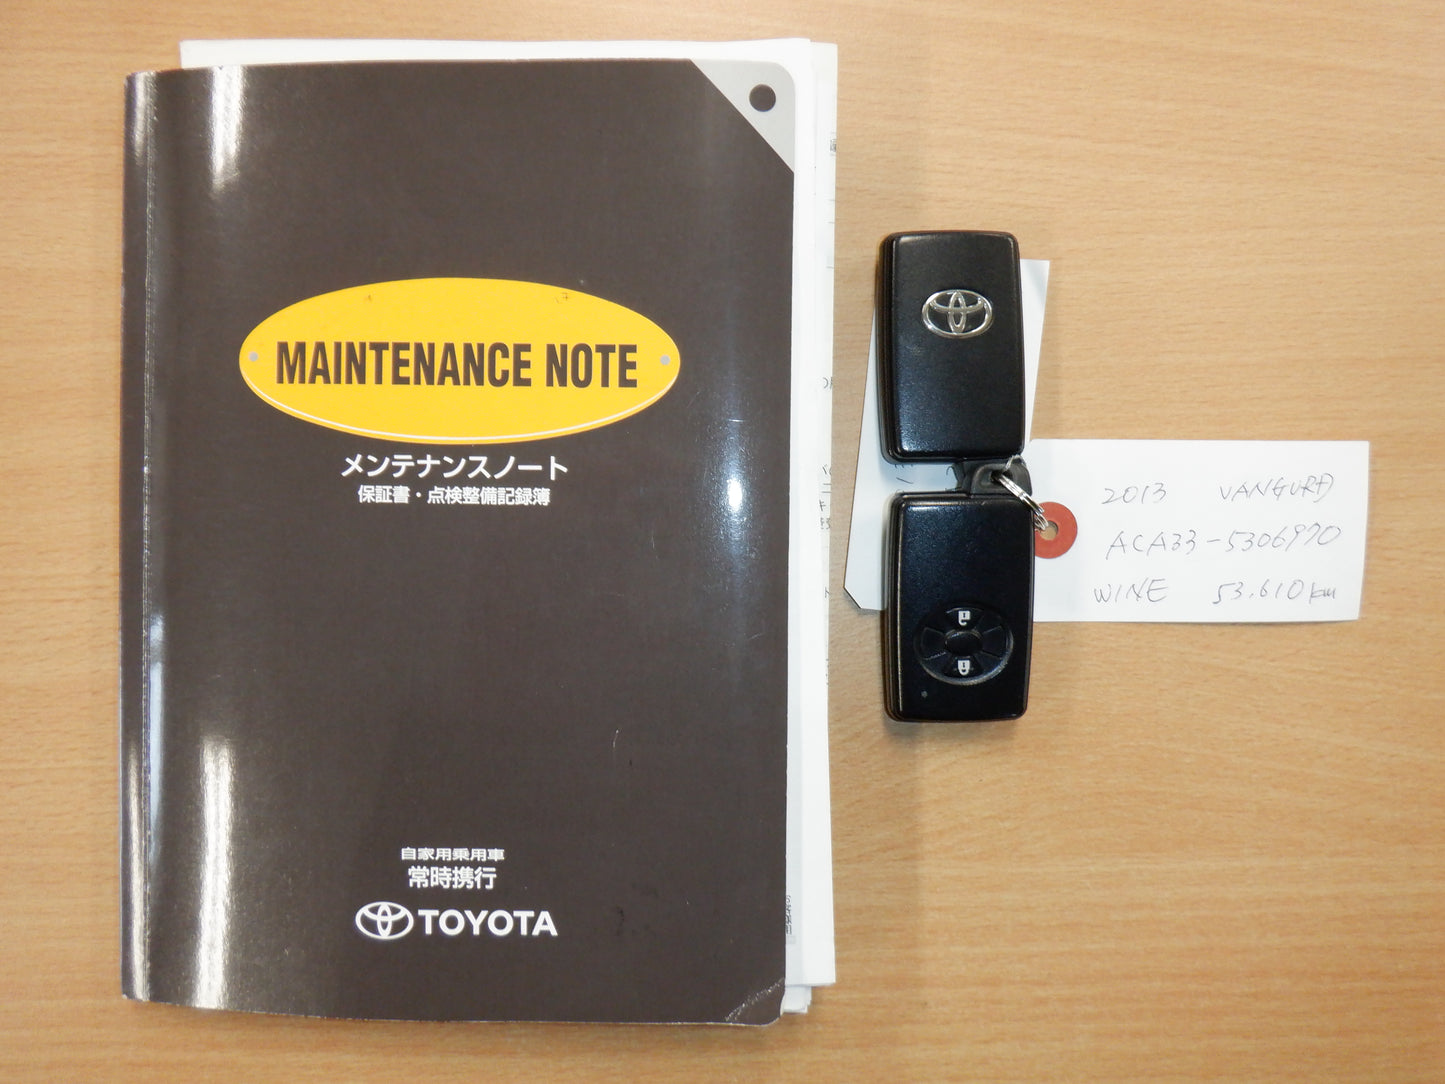 MAINTENANCE NOTE
メンテナンスノート
保証書・点検整備記録簿
自家用乗用車
常時携行
TOYOTA
2013 VANGURD
ACA33-5306970
WINE 53.610km